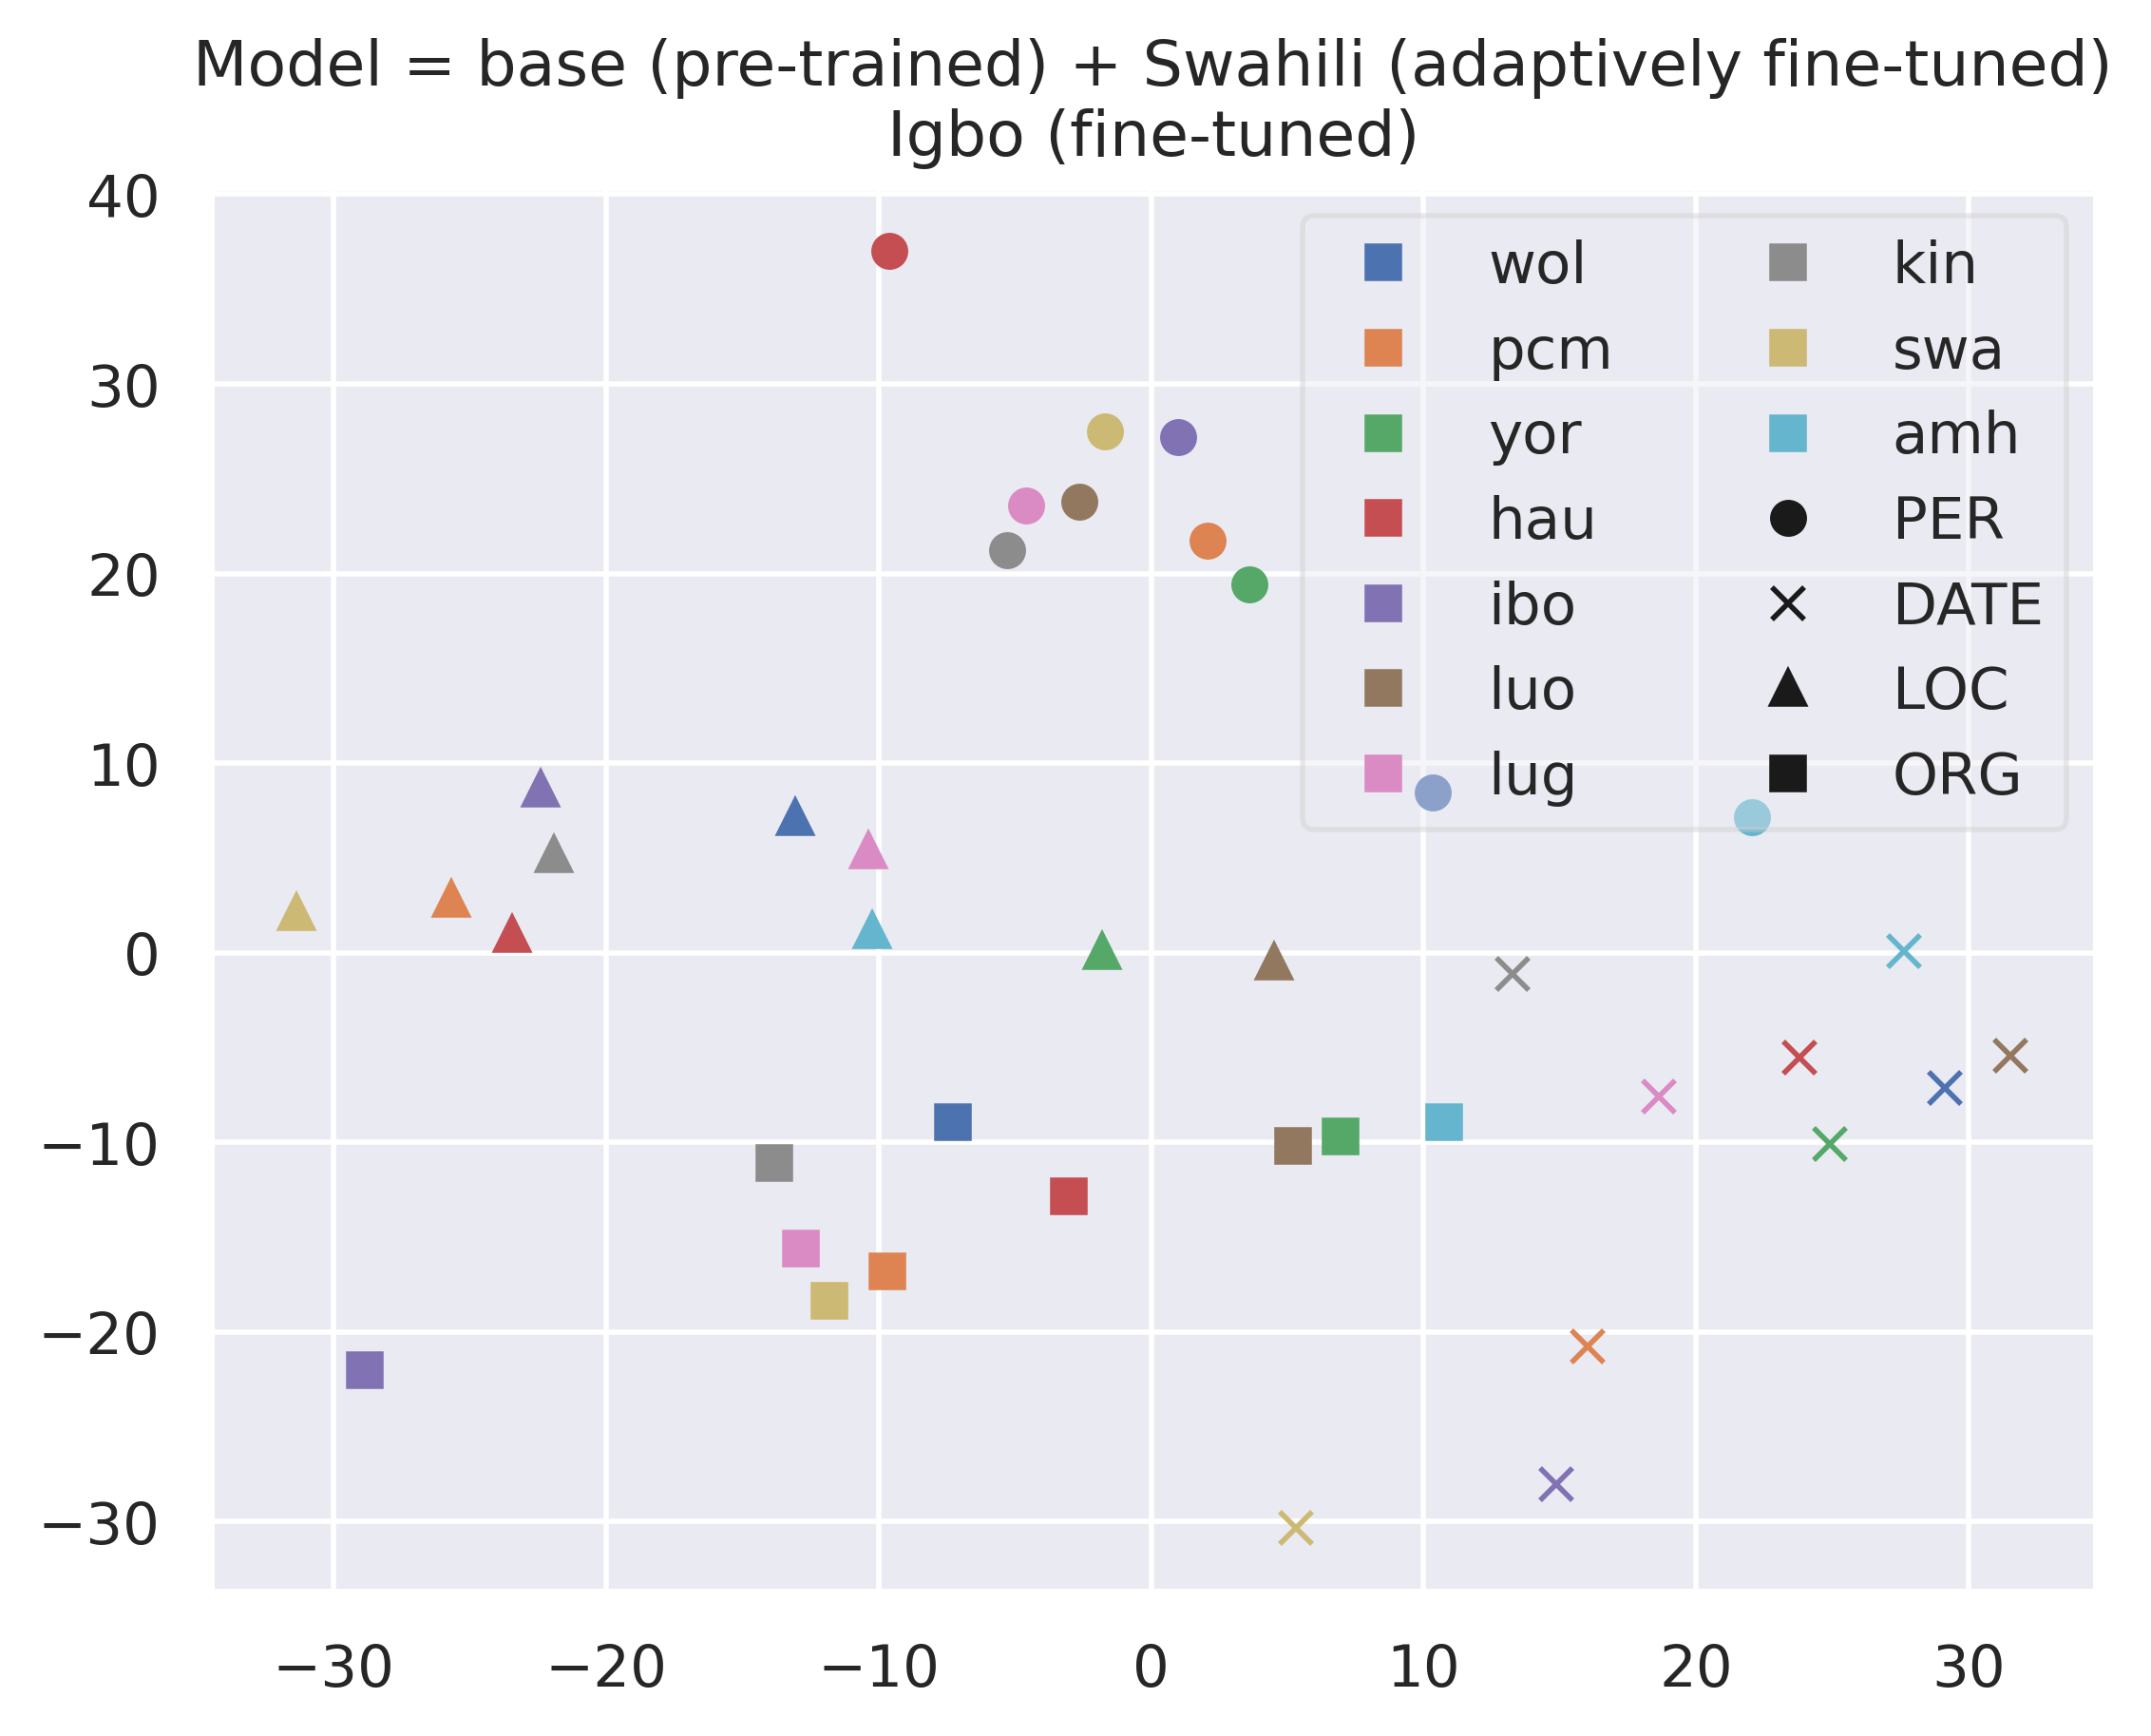 Model = base (pre-trained) + Swahili (adaptively fine-tuned)
Igbo (fine-tuned)
40
30
20
10
0
−10
−20
−30
wol
pcm
yor
hau
ibo
luo
lug
kin
swa
amh
PER
DATE
LOC
ORG
−30 −20 −10 0 10 20 30